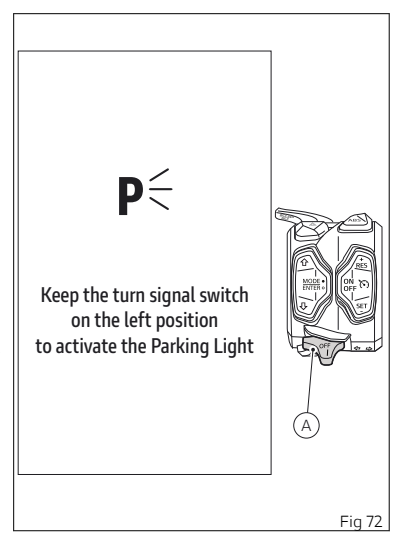 P
Keep the turn signal switch
on the left position
to activate the Parking Light
ABS
+
RES
MODE
ENTER
ON
OFF
SET
-
OFF
A
Fig 72